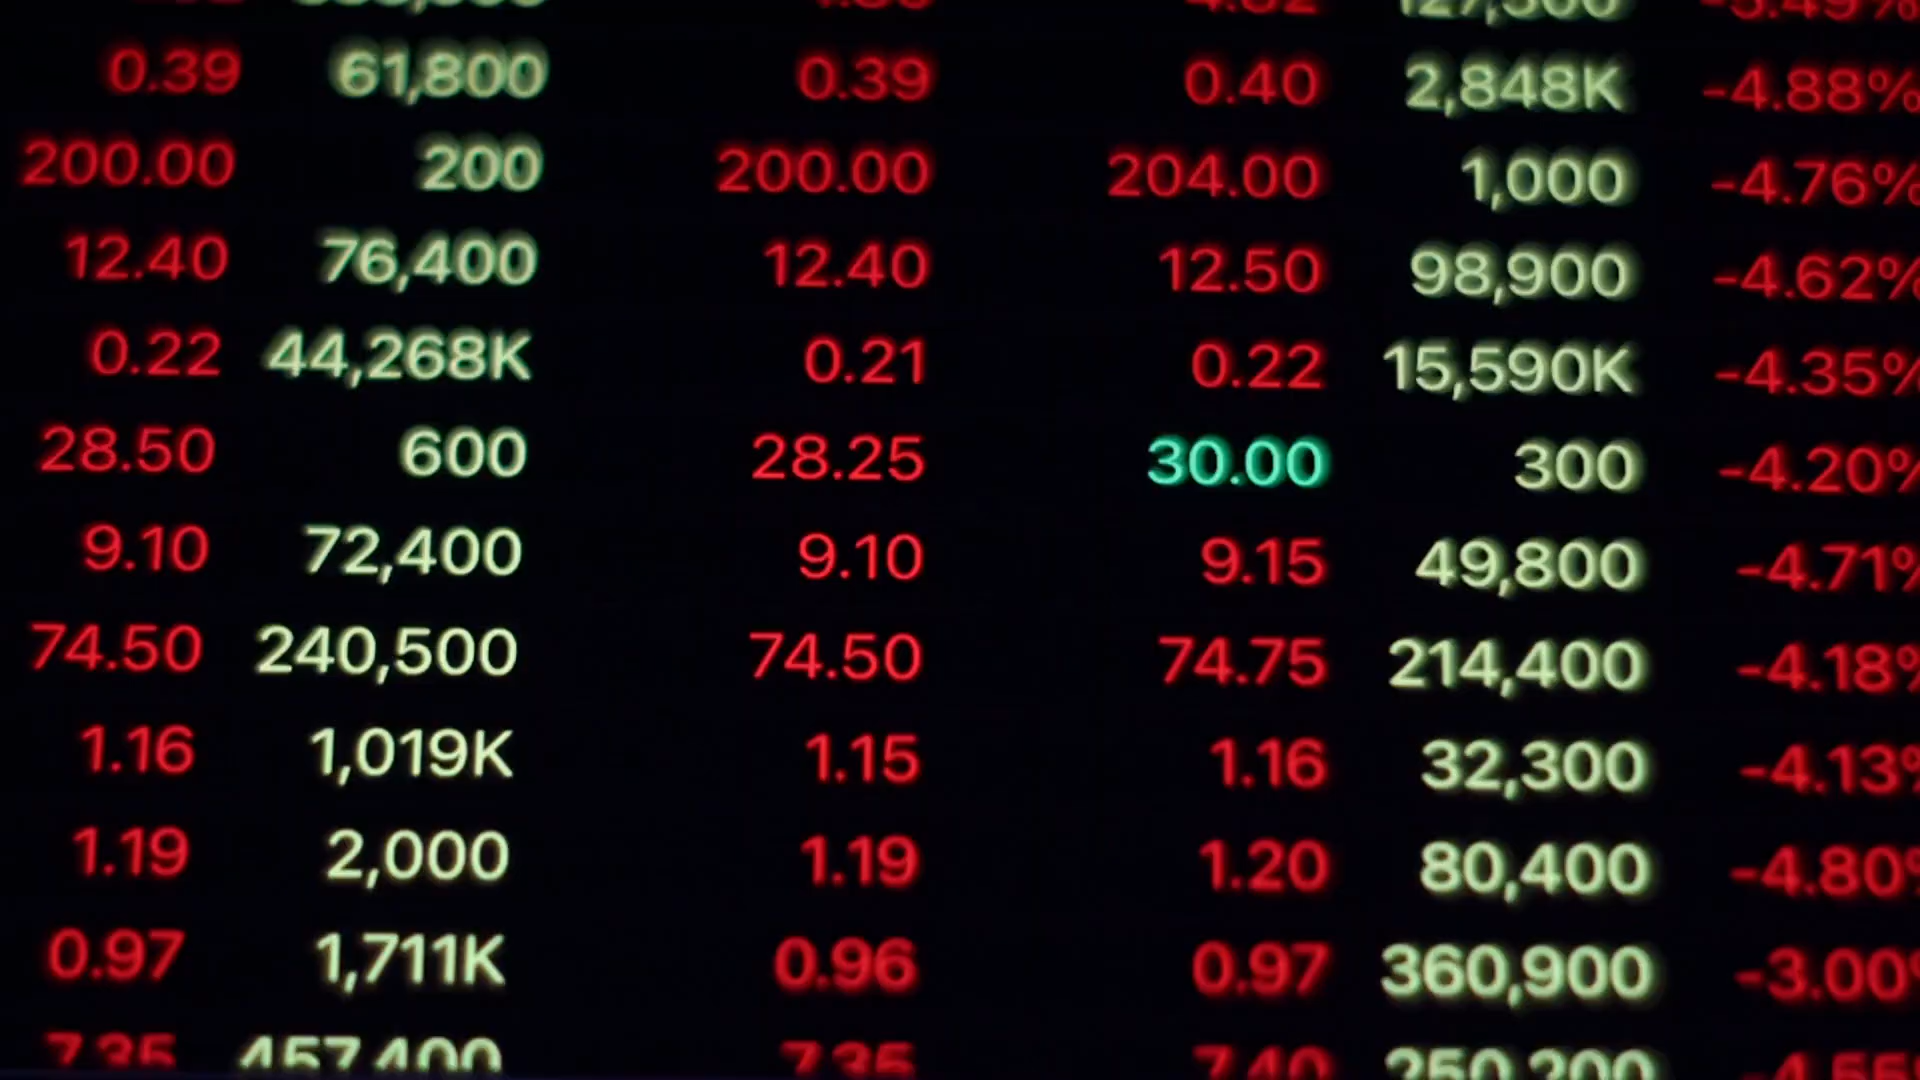 0.39 61,800 0.39 0.40 2,848K -4.88%
200.00 200 200.00 204.00 1,000 -4.76%
12.40 76,400 12.40 12.50 98,900 -4.62%
0.22 44,268K 0.21 0.22 15,590K -4.35%
28.50 600 28.25 30.00 300 -4.20%
9.10 72,400 9.10 9.15 49,800 -4.71%
74.50 240,500 74.50 74.75 214,400 -4.18%
1.16 1,019K 1.15 1.16 32,300 -4.13%
1.19 2,000 1.19 1.20 80,400 -4.80%
0.97 1,711K 0.96 0.97 360,900 -3.00%
7.35 457,400 7.35 7.40 250,200